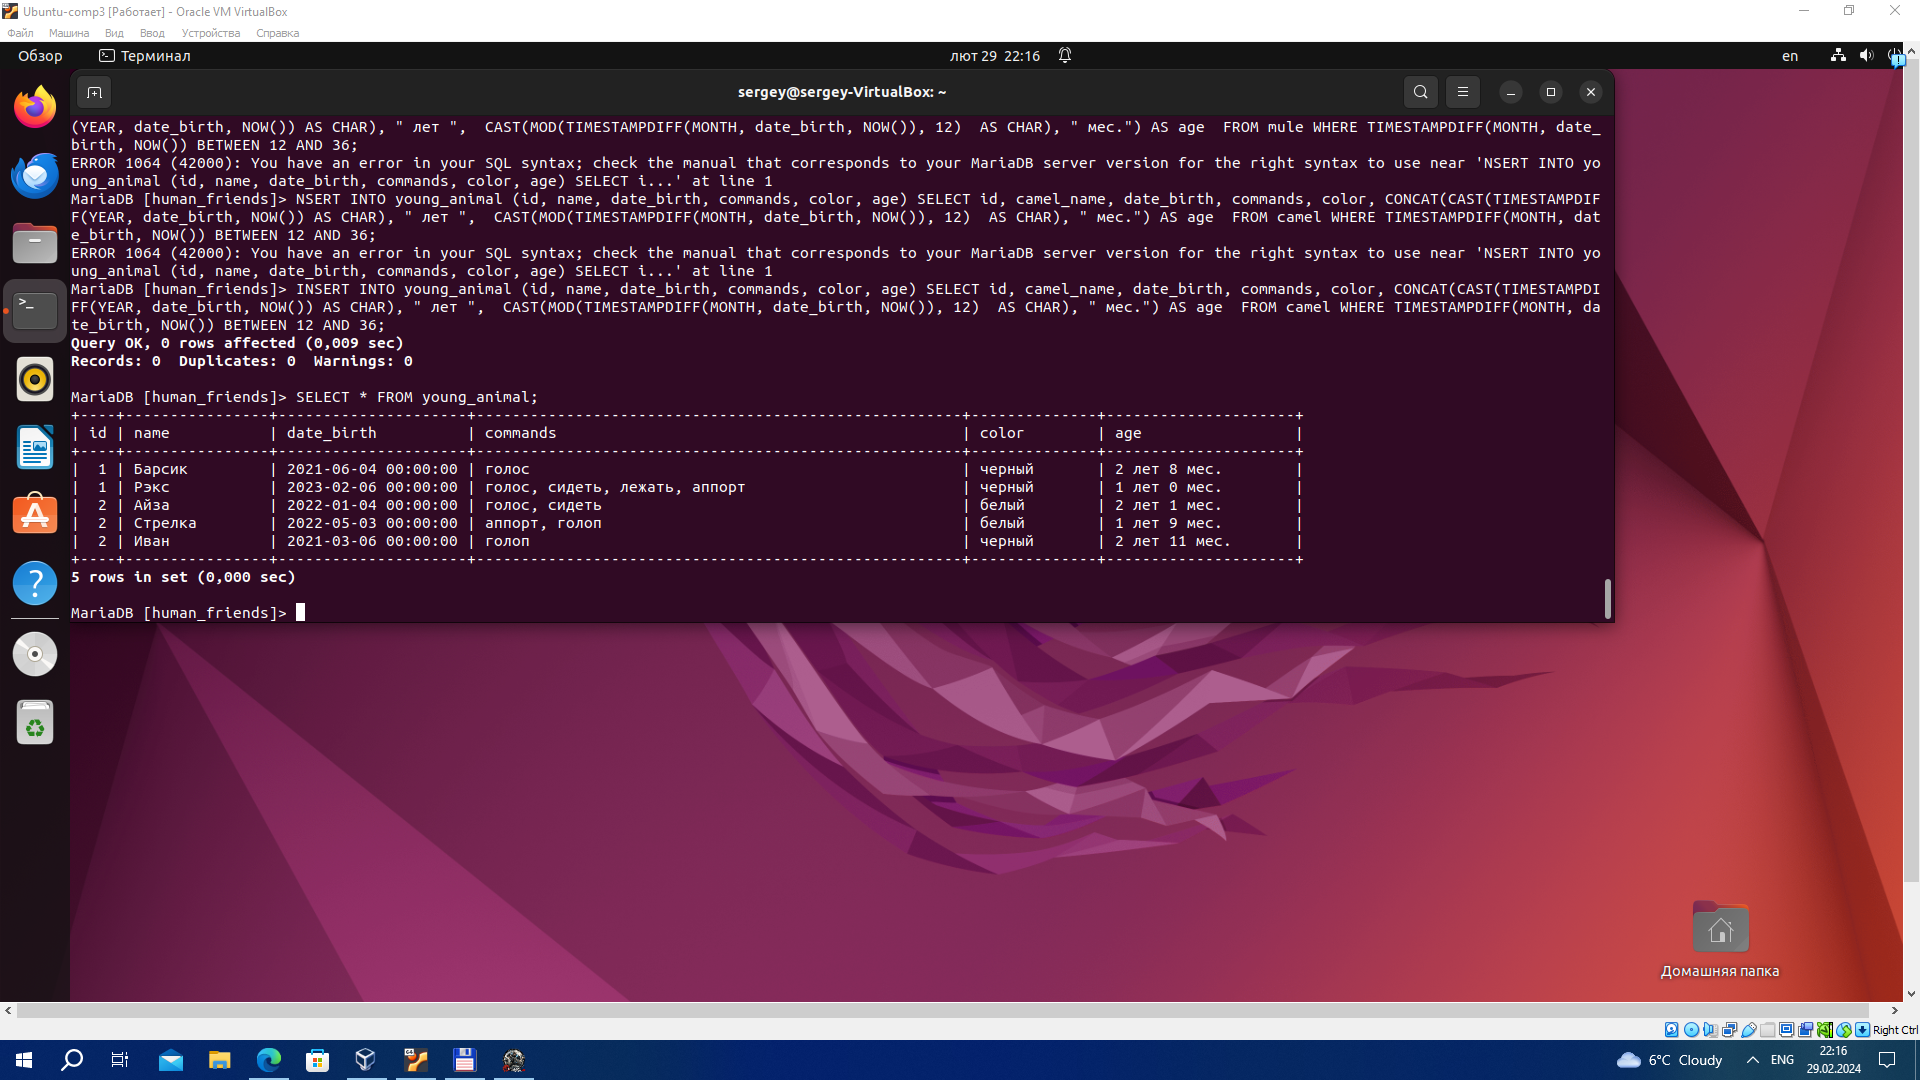 Ubuntu-comp3 [Работает] - Oracle VM VirtualBox
Файл Машина Вид Ввод Устройства Справка
Обзор Терминал лют 29 22:16 en
sergey@sergey-VirtualBox: ~
(YEAR, date_birth, NOW()) AS CHAR), " лет ",  CAST(MOD(TIMESTAMPDIFF(MONTH, date_birth, NOW()), 12)  AS CHAR), " мес.") AS age  FROM mule WHERE TIMESTAMPDIFF(MONTH, date_
birth, NOW()) BETWEEN 12 AND 36;
ERROR 1064 (42000): You have an error in your SQL syntax; check the manual that corresponds to your MariaDB server version for the right syntax to use near 'NSERT INTO yo
ung_animal (id, name, date_birth, commands, color, age) SELECT i...' at line 1
MariaDB [human_friends]> NSERT INTO young_animal (id, name, date_birth, commands, color, age) SELECT id, camel_name, date_birth, commands, color, CONCAT(CAST(TIMESTAMPDIF
F(YEAR, date_birth, NOW()) AS CHAR), " лет ",  CAST(MOD(TIMESTAMPDIFF(MONTH, date_birth, NOW()), 12)  AS CHAR), " мес.") AS age  FROM camel WHERE TIMESTAMPDIFF(MONTH, dat
e_birth, NOW()) BETWEEN 12 AND 36;
ERROR 1064 (42000): You have an error in your SQL syntax; check the manual that corresponds to your MariaDB server version for the right syntax to use near 'NSERT INTO yo
ung_animal (id, name, date_birth, commands, color, age) SELECT i...' at line 1
MariaDB [human_friends]> INSERT INTO young_animal (id, name, date_birth, commands, color, age) SELECT id, camel_name, date_birth, commands, color, CONCAT(CAST(TIMESTAMPDI
FF(YEAR, date_birth, NOW()) AS CHAR), " лет ",  CAST(MOD(TIMESTAMPDIFF(MONTH, date_birth, NOW()), 12)  AS CHAR), " мес.") AS age  FROM camel WHERE TIMESTAMPDIFF(MONTH, da
te_birth, NOW()) BETWEEN 12 AND 36;
Query OK, 0 rows affected (0,009 sec)
Records: 0  Duplicates: 0  Warnings: 0
MariaDB [human_friends]> SELECT * FROM young_animal;
| id | name | date_birth | commands | color | age |
| 1 | Барсик | 2021-06-04 00:00:00 | голос | черный | 2 лет 8 мес. |
| 1 | Рэкс | 2023-02-06 00:00:00 | голос, сидеть, лежать, аппорт | черный | 1 лет 0 мес. |
| 2 | Айза | 2022-01-04 00:00:00 | голос, сидеть | белый | 2 лет 1 мес. |
| 2 | Стрелка | 2022-05-03 00:00:00 | аппорт, голоп | белый | 1 лет 9 мес. |
| 2 | Иван | 2021-03-06 00:00:00 | голоп | черный | 2 лет 11 мес. |
5 rows in set (0,000 sec)
MariaDB [human_friends]>
Домашняя папка
Right Ctrl
6°C Cloudy ENG 22:16
29.02.2024